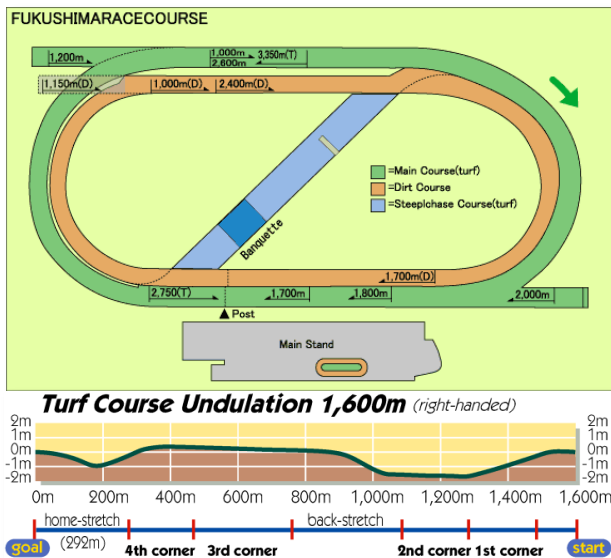 FUKUSHIMARACECOURSE
1,200m
1,000m
2,600m
3,350m(T)
1,150m(D)
1,000m(D)
2,400m(D)
=Main Course(turf)
=Dirt Course
=Steeplchase Course(turf)
Banquette
1,700m(D)
2,750(T)
1,700m
1,800m
2,000m
▲Post
Main Stand
Turf Course Undulation 1,600m (right-handed)
2m 2m
1m 1m
0m 0m
-1m -1m
-2m -2m
0m 200m 400m 600m 800m 1,000m 1,200m 1,400m 1,600m
home-stretch back-stretch
goal (292m) 4th corner 3rd corner 2nd corner 1st corner start